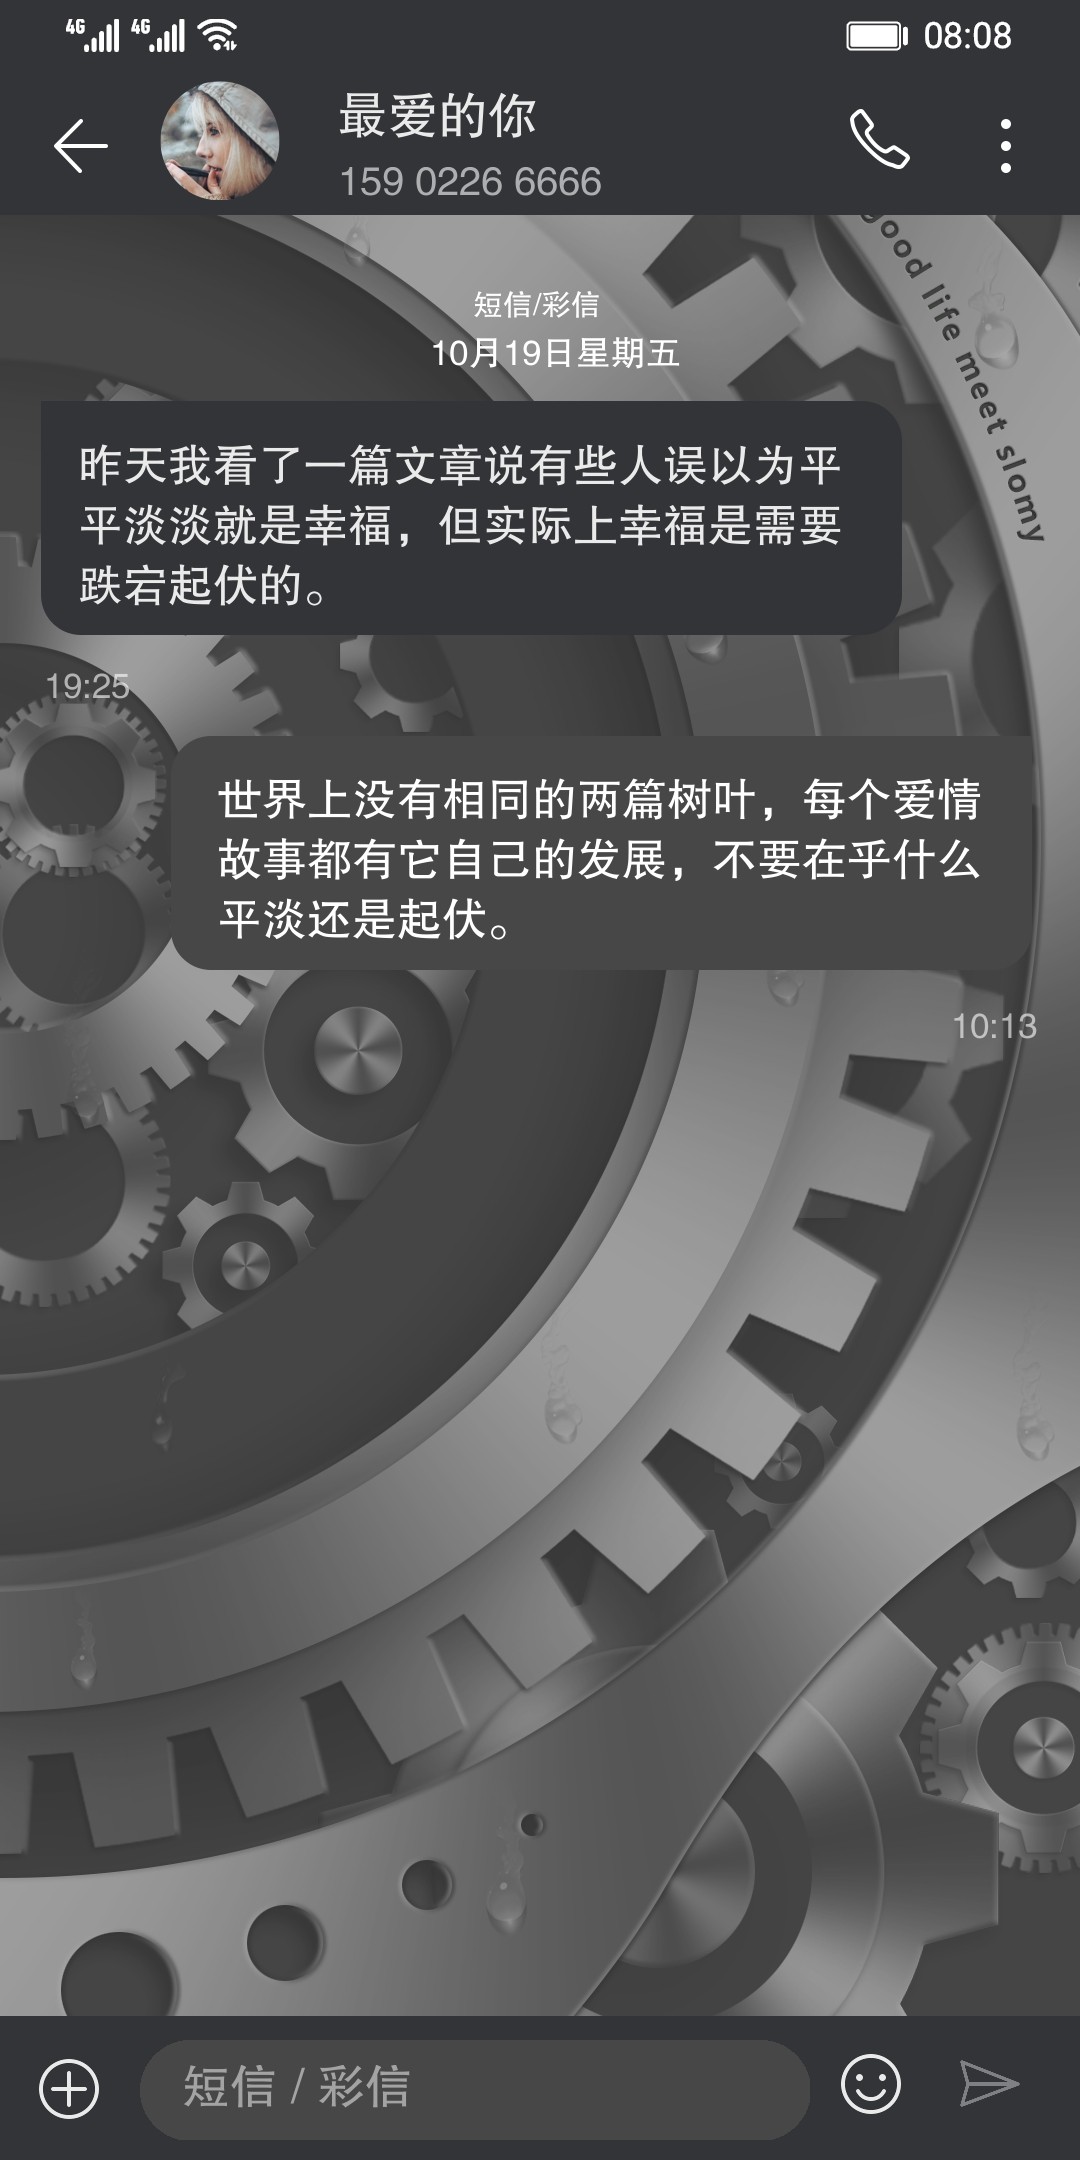 4G 4G 08:08
最爱的你
159 0226 6666
good life meet slomy
短信/彩信
10月19日星期五
昨天我看了一篇文章说有些人误以为平
平淡淡就是幸福，但实际上幸福是需要
跌宕起伏的。
19:25
世界上没有相同的两篇树叶，每个爱情
故事都有它自己的发展，不要在乎什么
平淡还是起伏。
10:13
短信 / 彩信